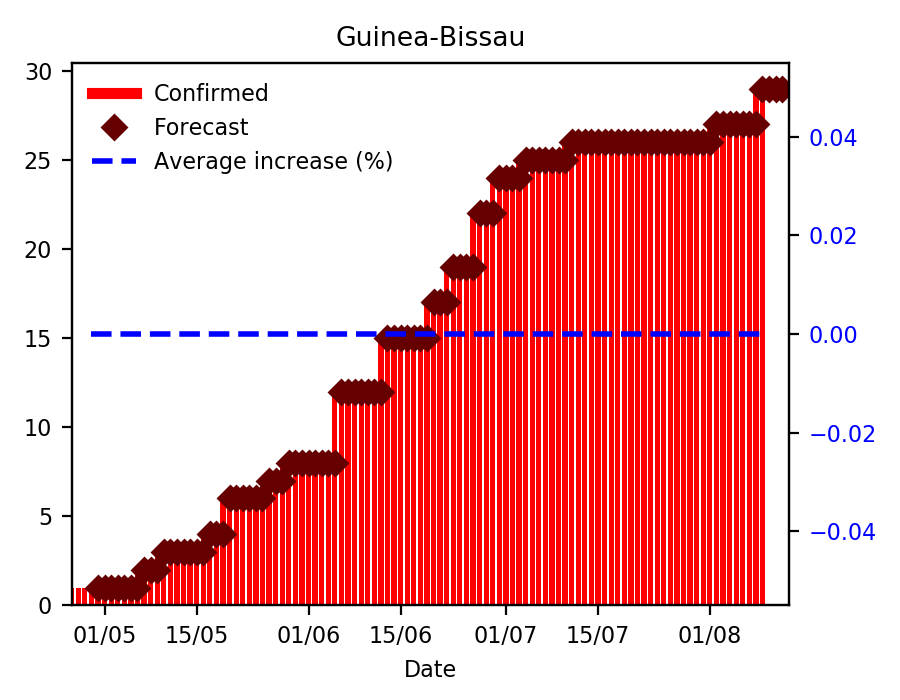 Guinea-Bissau
Confirmed
Forecast
Average increase (%)
30
25
20
15
10
5
0
0.04
0.02
0.00
−0.02
−0.04
01/05 15/05 01/06 15/06 01/07 15/07 01/08
Date